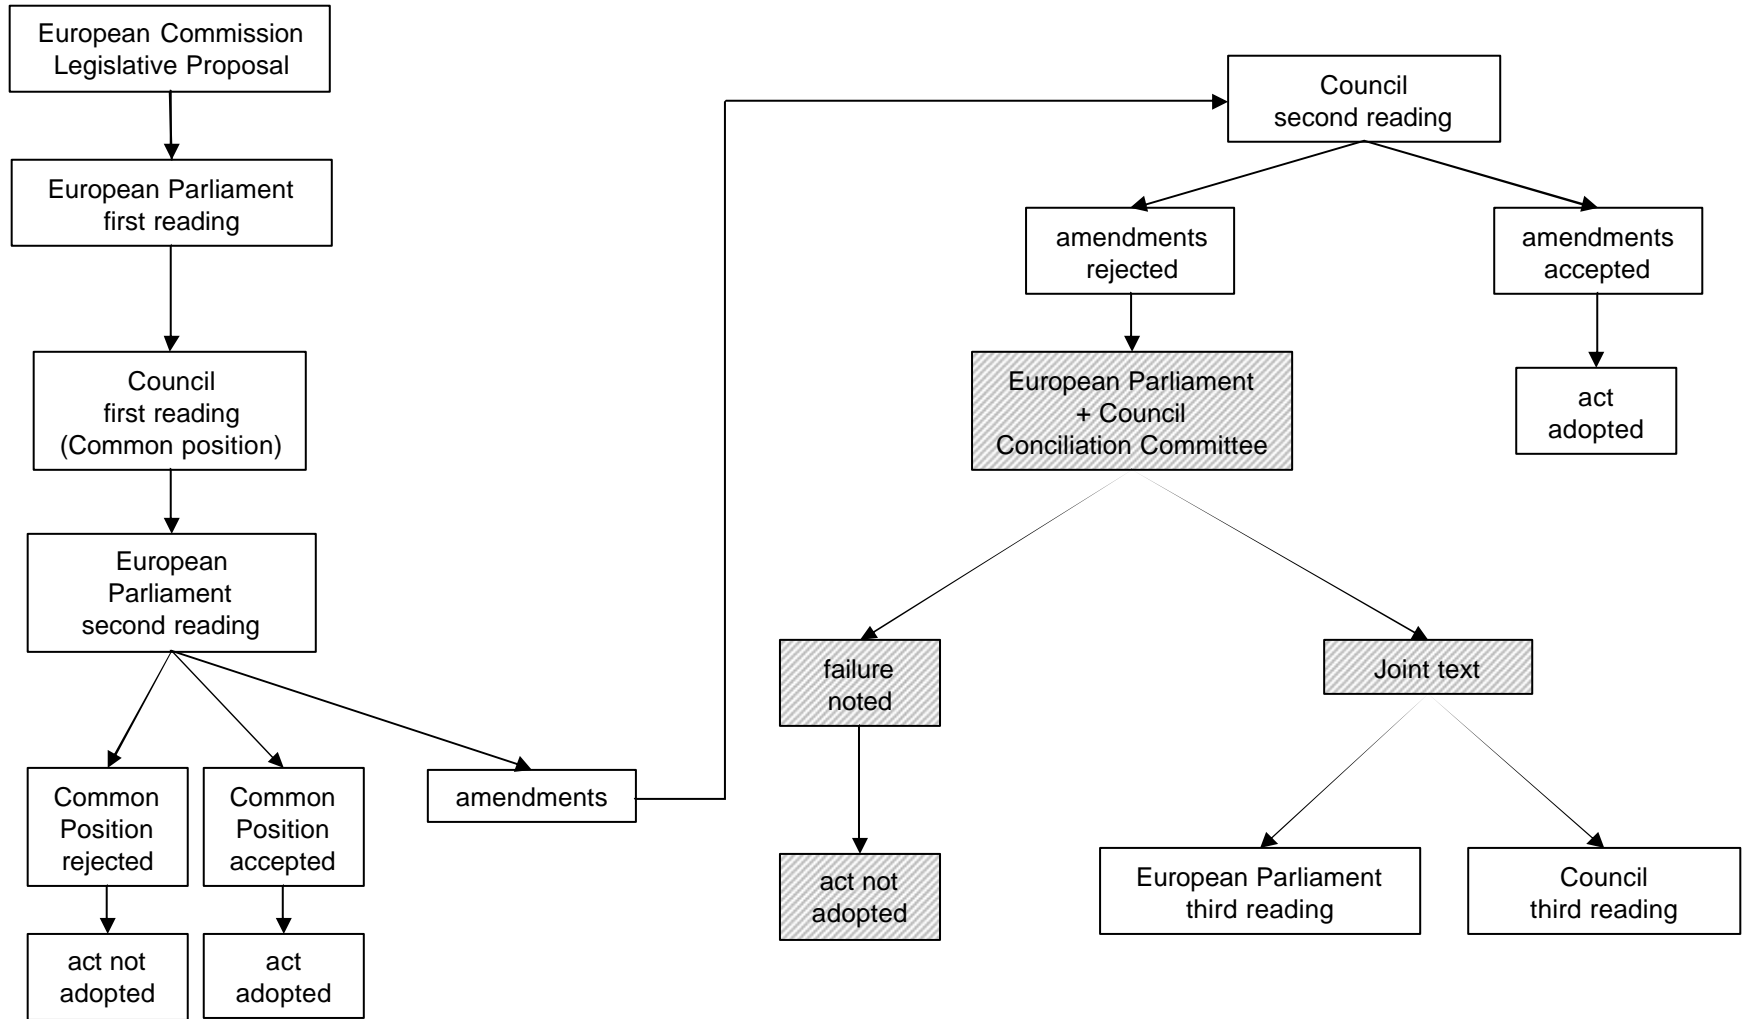 European Commission
Legislative Proposal
European Parliament
first reading
Council
first reading
(Common position)
European
Parliament
second reading
Common
Position
rejected
Common
Position
accepted
amendments
act not
adopted
act
adopted
Council
second reading
amendments
rejected
amendments
accepted
European Parliament
+ Council
Conciliation Committee
act
adopted
failure
noted
Joint text
act not
adopted
European Parliament
third reading
Council
third reading